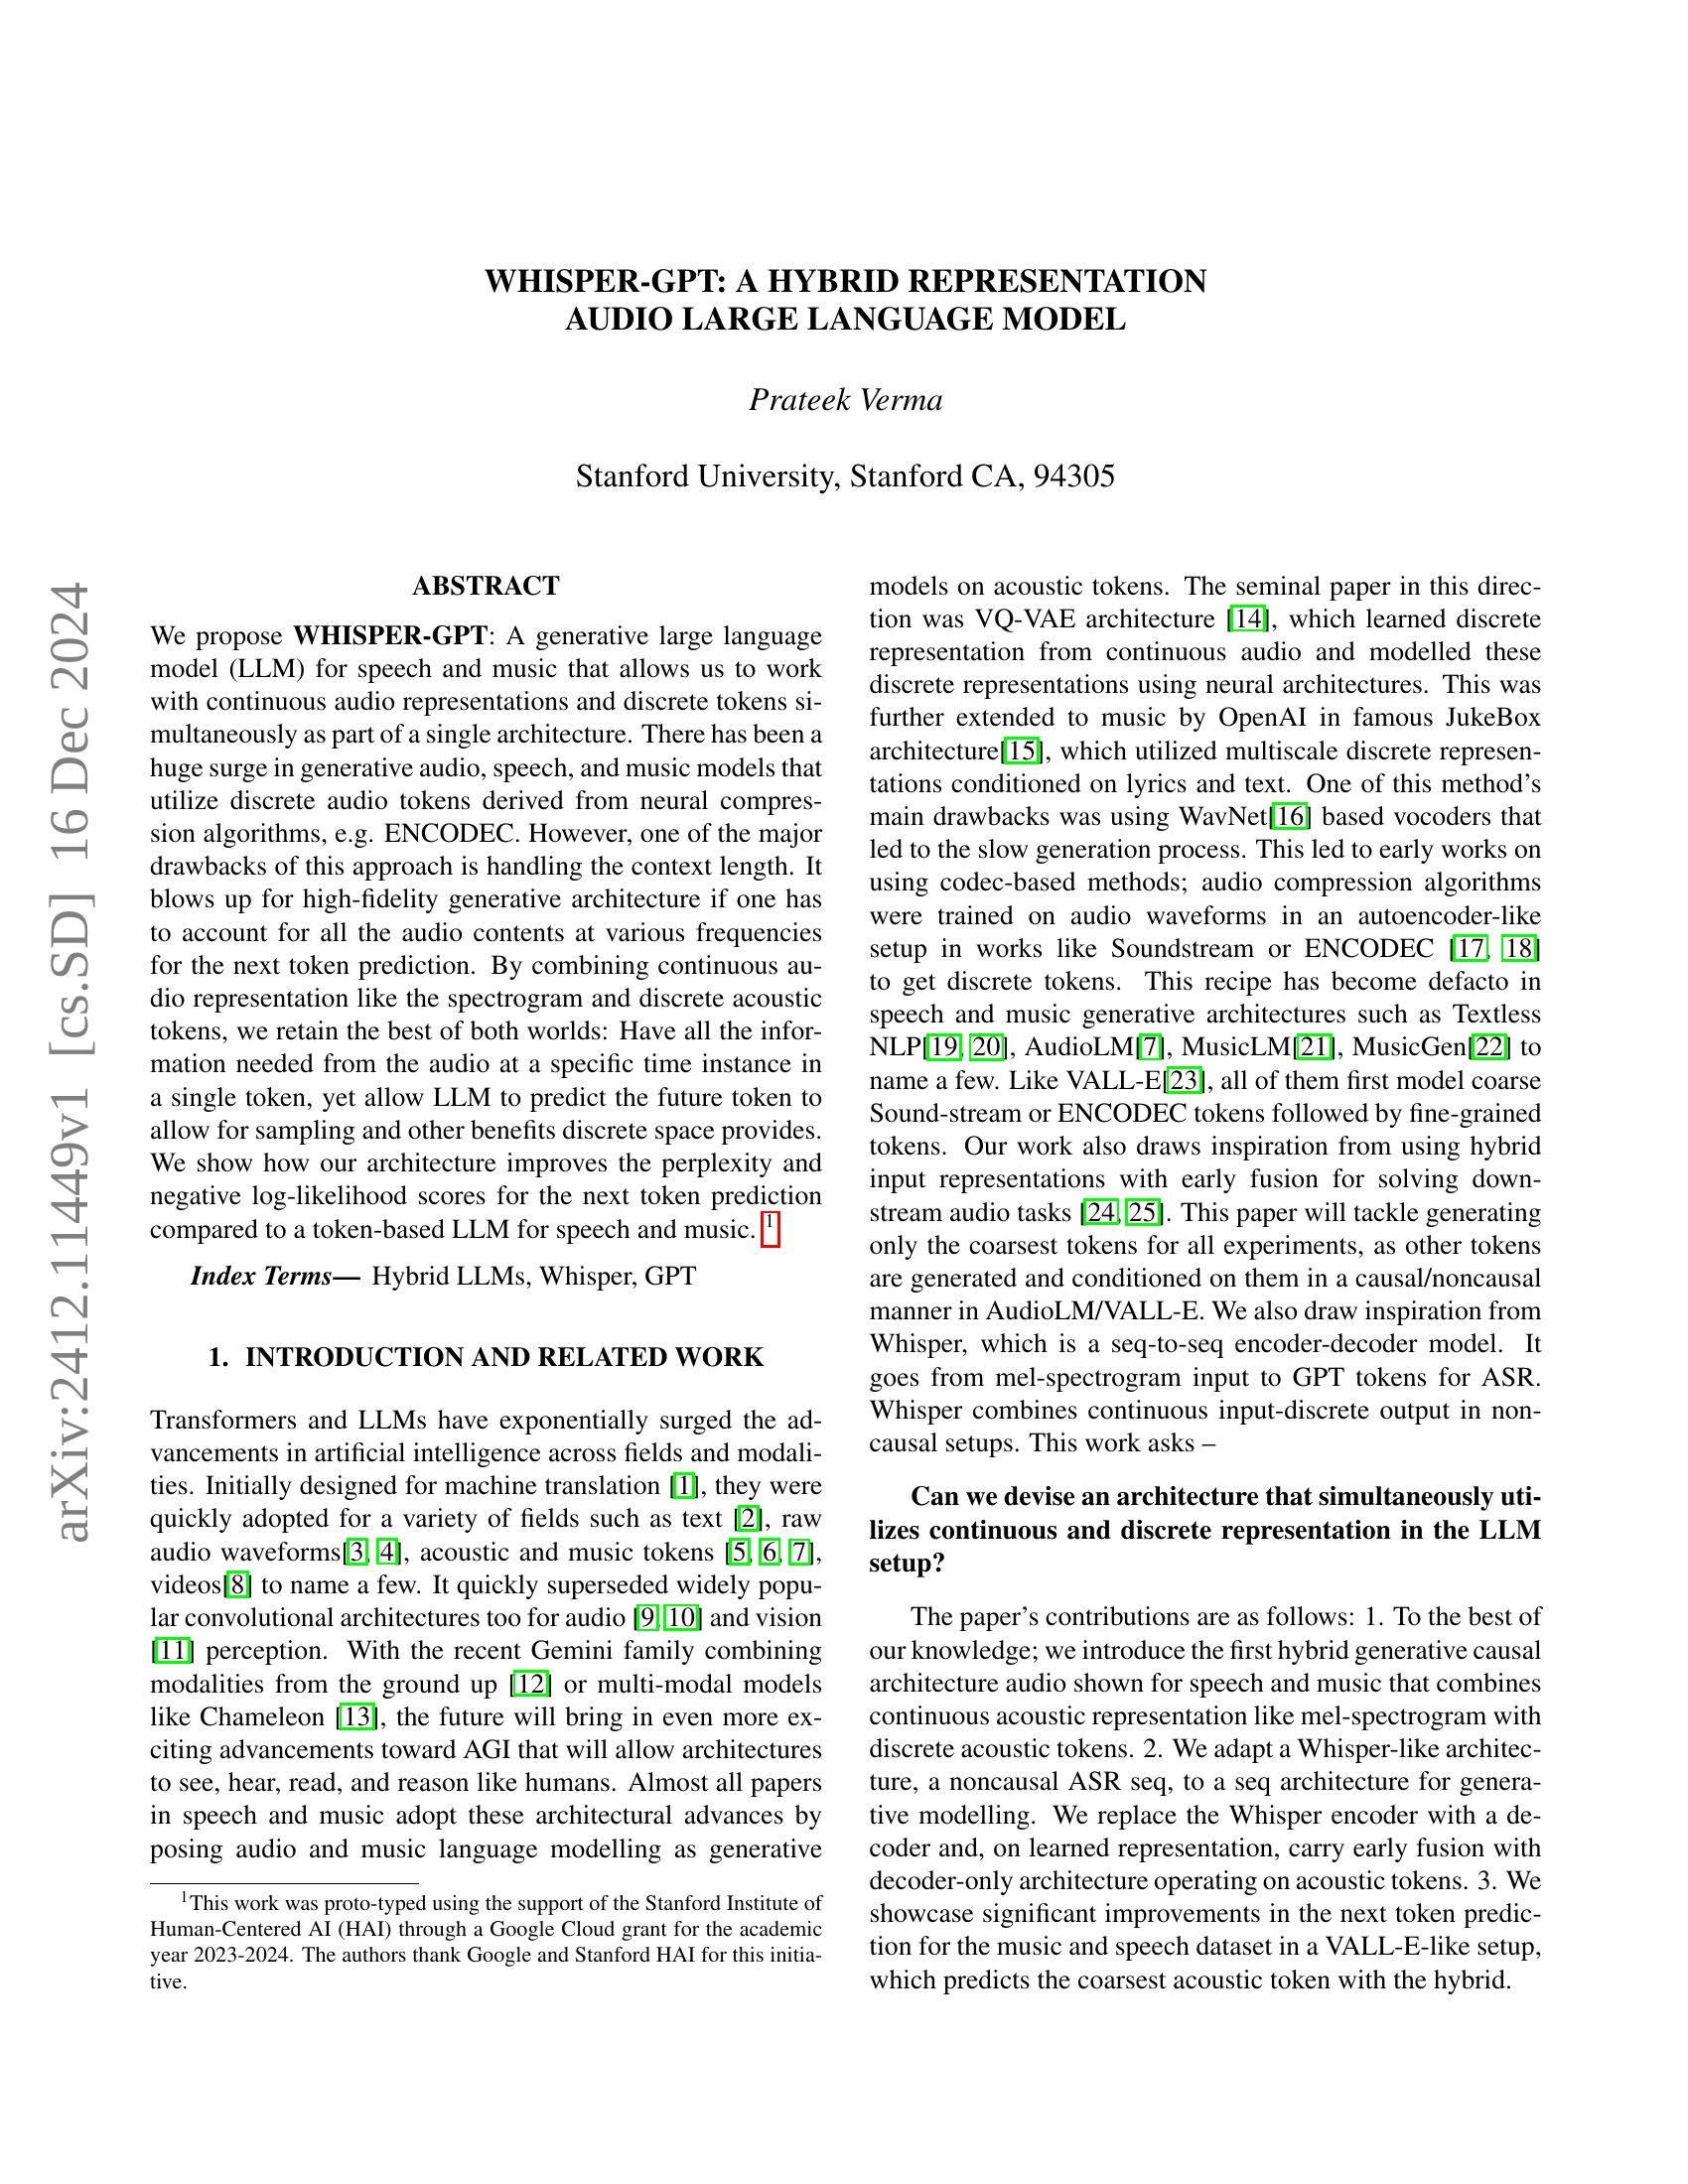 arXiv:2412.11449v1 [cs.SD] 16 Dec 2024
WHISPER-GPT: A HYBRID REPRESENTATION
AUDIO LARGE LANGUAGE MODEL
Prateek Verma
Stanford University, Stanford CA, 94305
ABSTRACT
We propose WHISPER-GPT: A generative large language
model (LLM) for speech and music that allows us to work
with continuous audio representations and discrete tokens si-
multaneously as part of a single architecture. There has been a
huge surge in generative audio, speech, and music models that
utilize discrete audio tokens derived from neural compres-
sion algorithms, e.g. ENCODEC. However, one of the major
drawbacks of this approach is handling the context length. It
blows up for high-fidelity generative architecture if one has
to account for all the audio contents at various frequencies
for the next token prediction. By combining continuous au-
dio representation like the spectrogram and discrete acoustic
tokens, we retain the best of both worlds: Have all the infor-
mation needed from the audio at a specific time instance in
a single token, yet allow LLM to predict the future token to
allow for sampling and other benefits discrete space provides.
We show how our architecture improves the perplexity and
negative log-likelihood scores for the next token prediction
compared to a token-based LLM for speech and music. 1
Index Terms— Hybrid LLMs, Whisper, GPT
1. INTRODUCTION AND RELATED WORK
Transformers and LLMs have exponentially surged the ad-
vancements in artificial intelligence across fields and modali-
ties. Initially designed for machine translation [1], they were
quickly adopted for a variety of fields such as text [2], raw
audio waveforms[3, 4], acoustic and music tokens [5, 6, 7],
videos[8] to name a few. It quickly superseded widely popu-
lar convolutional architectures too for audio [9, 10] and vision
[11] perception. With the recent Gemini family combining
modalities from the ground up [12] or multi-modal models
like Chameleon [13], the future will bring in even more ex-
citing advancements toward AGI that will allow architectures
to see, hear, read, and reason like humans. Almost all papers
in speech and music adopt these architectural advances by
posing audio and music language modelling as generative
1This work was proto-typed using the support of the Stanford Institute of
Human-Centered AI (HAI) through a Google Cloud grant for the academic
year 2023-2024. The authors thank Google and Stanford HAI for this initia-
tive.
models on acoustic tokens. The seminal paper in this direc-
tion was VQ-VAE architecture [14], which learned discrete
representation from continuous audio and modelled these
discrete representations using neural architectures. This was
further extended to music by OpenAI in famous JukeBox
architecture[15], which utilized multiscale discrete represen-
tations conditioned on lyrics and text. One of this method's
main drawbacks was using WavNet[16] based vocoders that
led to the slow generation process. This led to early works on
using codec-based methods; audio compression algorithms
were trained on audio waveforms in an autoencoder-like
setup in works like Soundstream or ENCODEC [17, 18]
to get discrete tokens. This recipe has become defacto in
speech and music generative architectures such as Textless
NLP[19, 20], AudioLM[7], MusicLM[21], MusicGen[22] to
name a few. Like VALL-E[23], all of them first model coarse
Sound-stream or ENCODEC tokens followed by fine-grained
tokens. Our work also draws inspiration from using hybrid
input representations with early fusion for solving down-
stream audio tasks [24, 25]. This paper will tackle generating
only the coarsest tokens for all experiments, as other tokens
are generated and conditioned on them in a causal/noncausal
manner in AudioLM/VALL-E. We also draw inspiration from
Whisper, which is a seq-to-seq encoder-decoder model. It
goes from mel-spectrogram input to GPT tokens for ASR.
Whisper combines continuous input-discrete output in non-
causal setups. This work asks –
Can we devise an architecture that simultaneously uti-
lizes continuous and discrete representation in the LLM
setup?
The paper's contributions are as follows: 1. To the best of
our knowledge; we introduce the first hybrid generative causal
architecture audio shown for speech and music that combines
continuous acoustic representation like mel-spectrogram with
discrete acoustic tokens. 2. We adapt a Whisper-like architec-
ture, a noncausal ASR seq, to a seq architecture for genera-
tive modelling. We replace the Whisper encoder with a de-
coder and, on learned representation, carry early fusion with
decoder-only architecture operating on acoustic tokens. 3. We
showcase significant improvements in the next token predic-
tion for the music and speech dataset in a VALL-E-like setup,
which predicts the coarsest acoustic token with the hybrid.